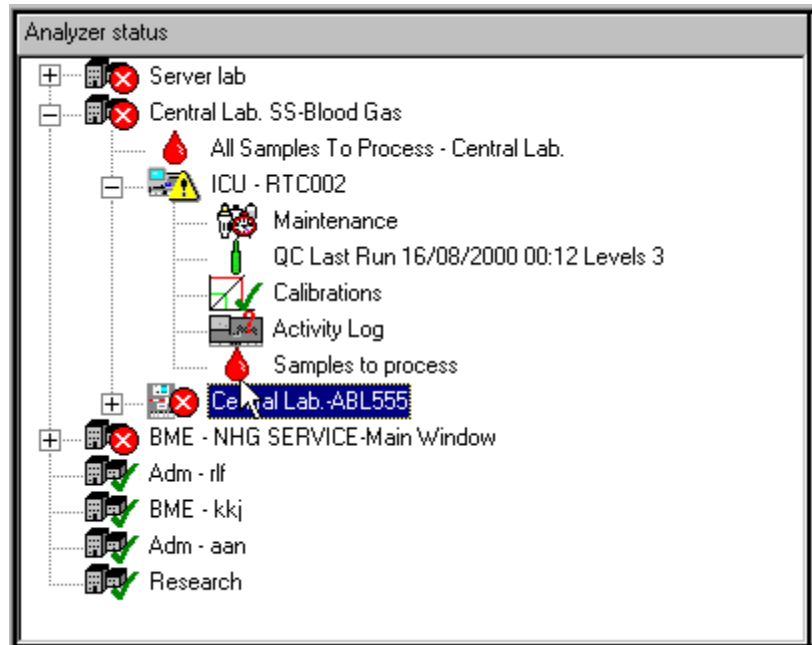 Analyzer status
Server lab
Central Lab. SS-Blood Gas
All Samples To Process - Central Lab.
ICU - RTC002
Maintenance
QC Last Run 16/08/2000 00:12 Levels 3
Calibrations
Activity Log
Samples to process
Central Lab.-ABL555
BME - NHG SERVICE-Main Window
Adm - rlf
BME - kkj
Adm - aan
Research